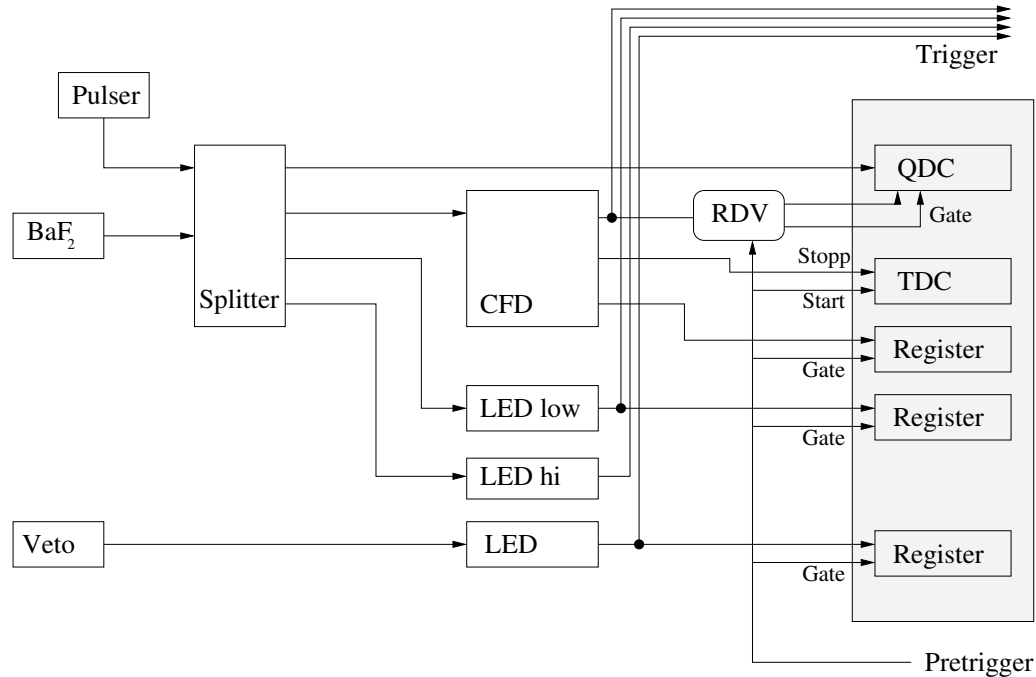 Trigger
Pulser
QDC
RDV
BaF₂
Gate
Stopp
Splitter
CFD
TDC
Start
Register
Gate
LED low
Register
Gate
LED hi
Veto
LED
Register
Gate
Pretrigger